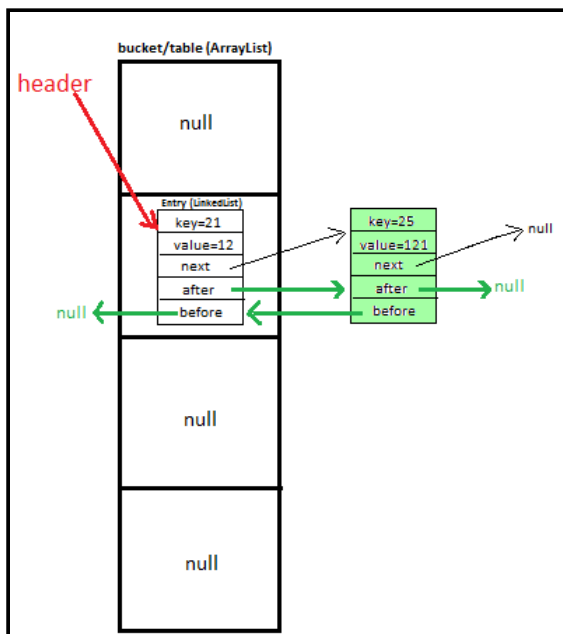 bucket/table (ArrayList)
header
null
Entry (LinkedList)
key=21
value=12
next
after
before
null
key=25
value=121
next
after
before
null
null
null
null